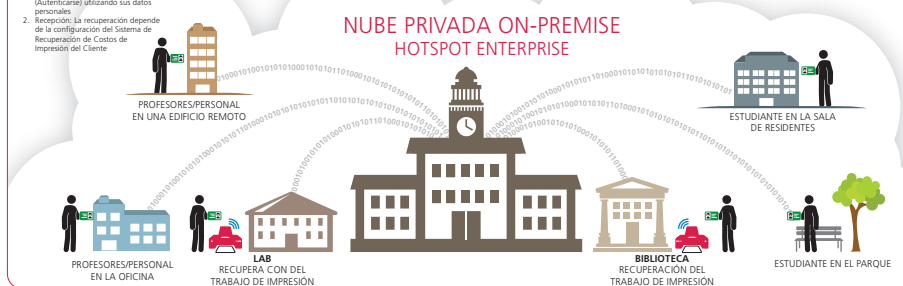 (Autenticarse) utilizando sus datos
personales
2. Recepción: La recuperación depende
de la configuración del Sistema de
Recuperación de Costos de
Impresión del Cliente
NUBE PRIVADA ON-PREMISE
HOTSPOT ENTERPRISE
PROFESORES/PERSONAL
EN UNA EDIFICIO REMOTO
ESTUDIANTE EN LA SALA
DE RESIDENTES
PROFESORES/PERSONAL
EN LA OFICINA
LAB
RECUPERA CON DEL
TRABAJO DE IMPRESIÓN
BIBLIOTECA
RECUPERACIÓN DEL
TRABAJO DE IMPRESIÓN
ESTUDIANTE EN EL PARQUE